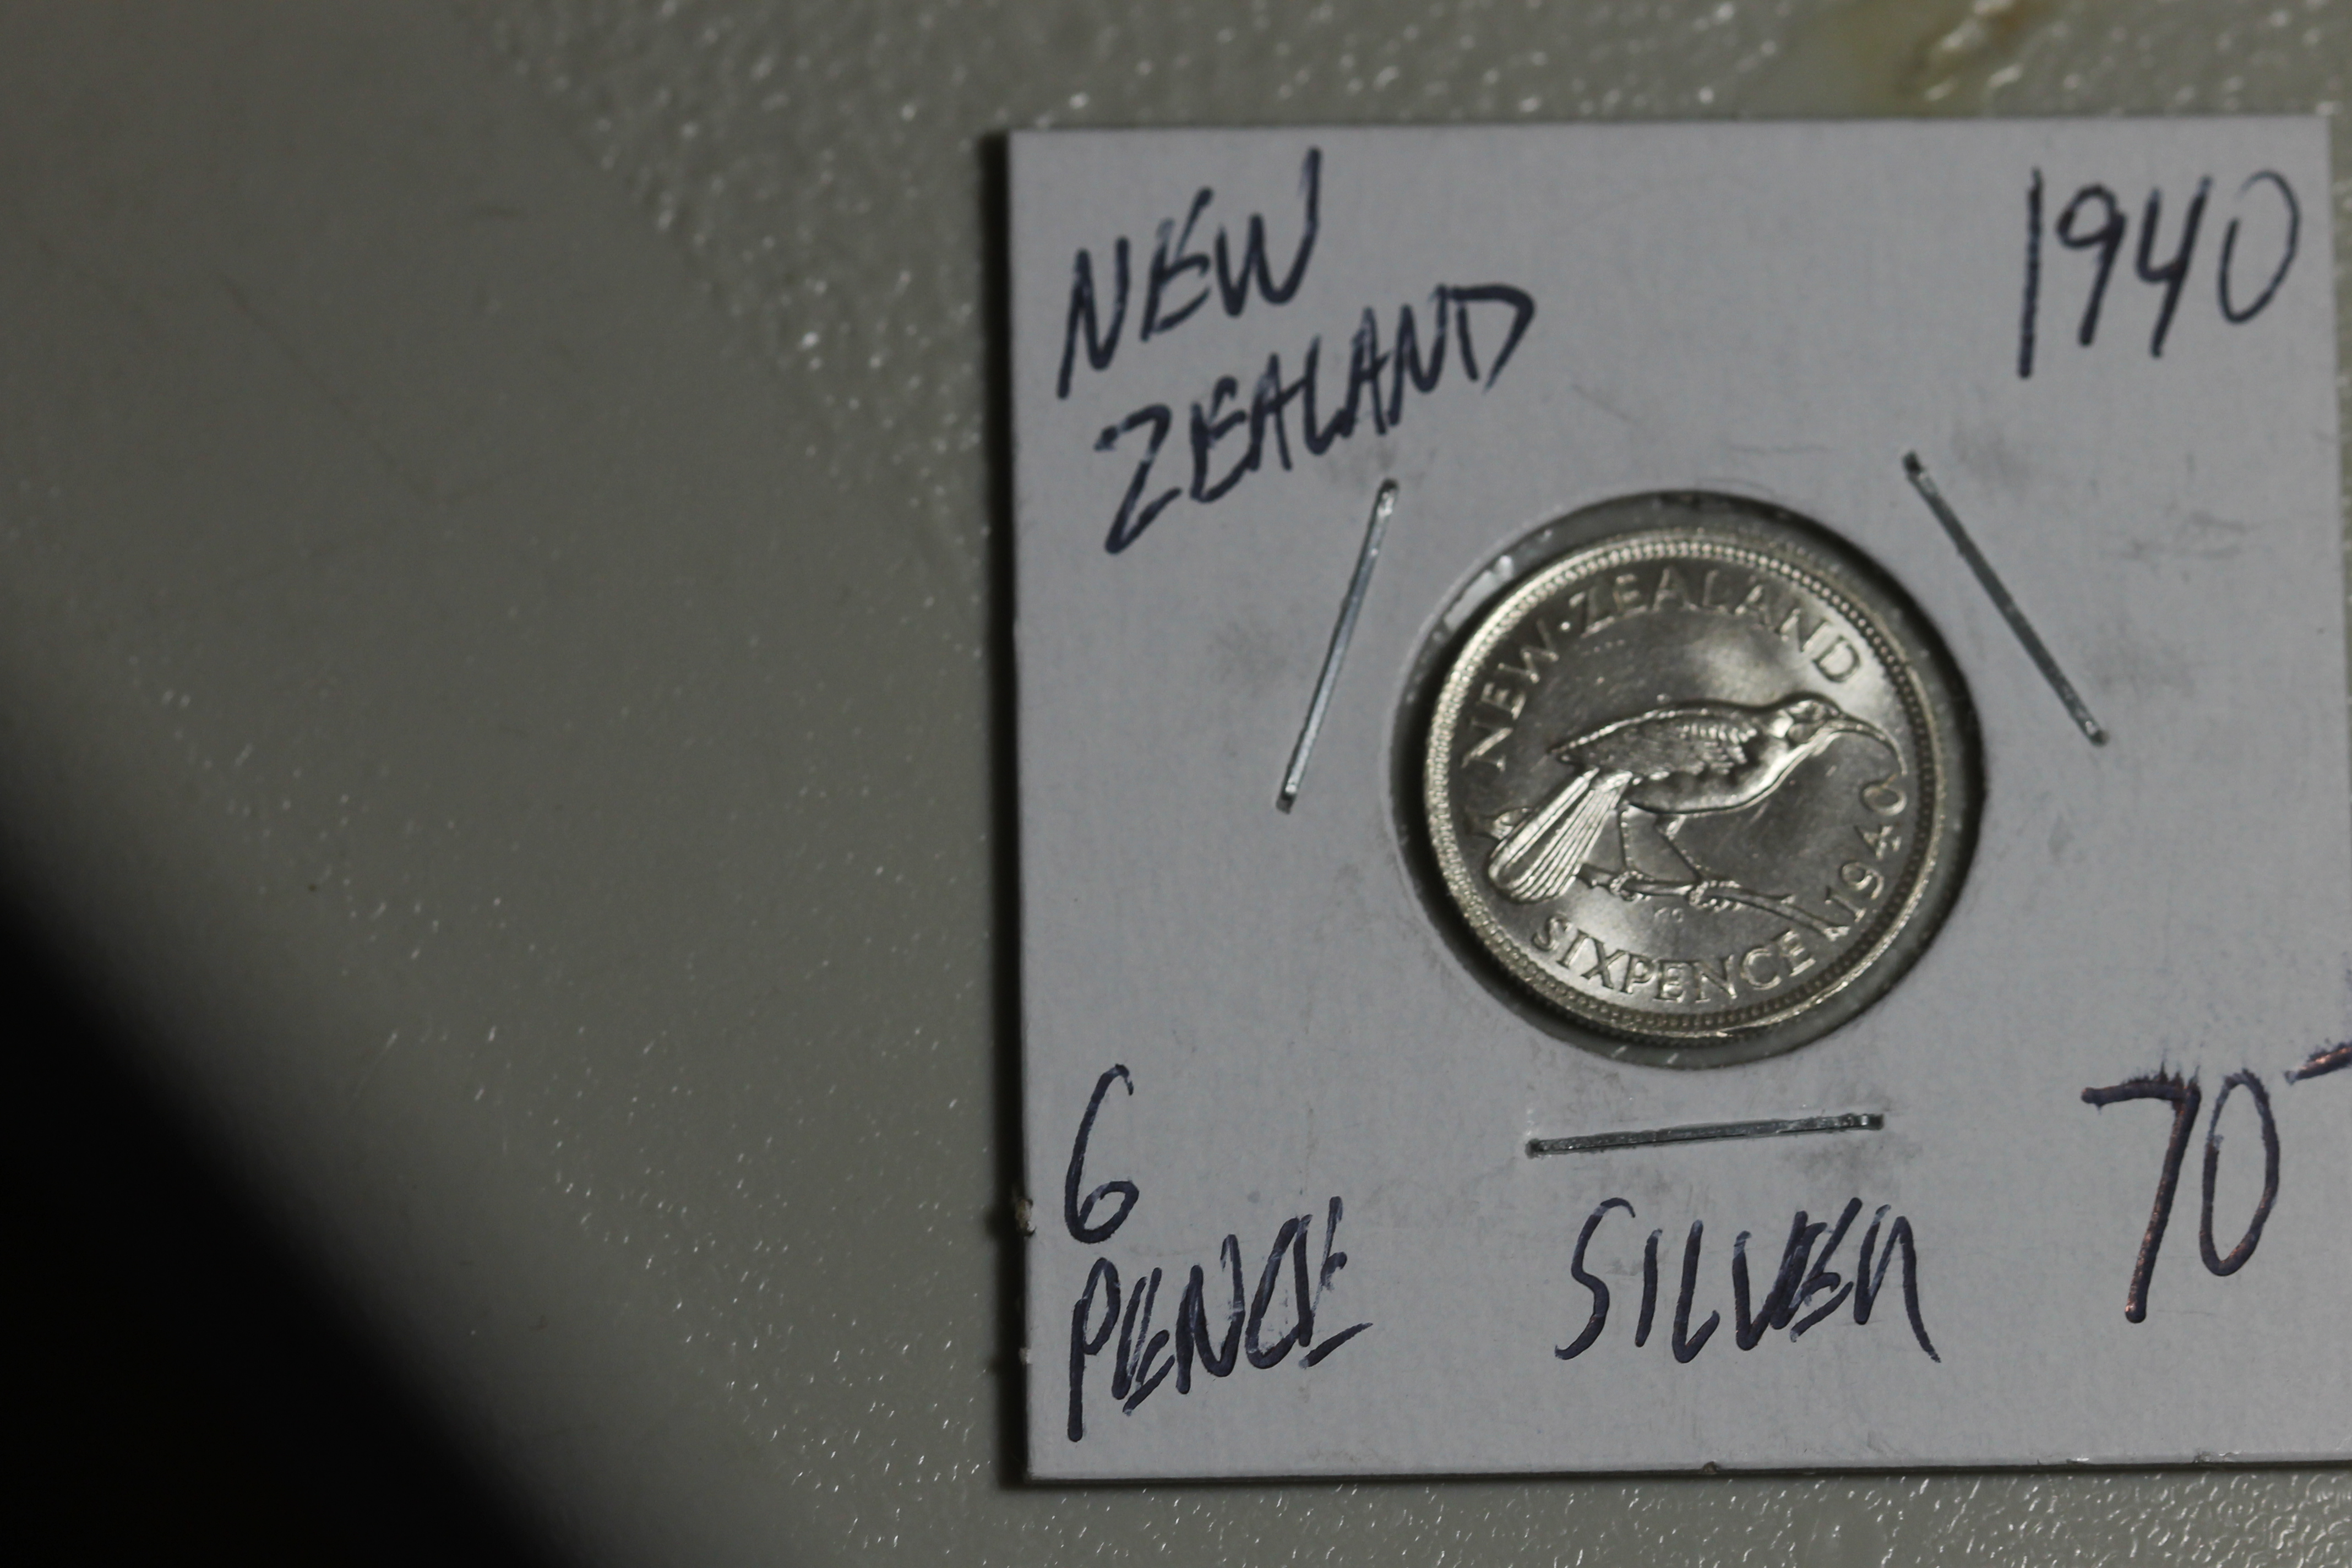 NEW
ZEALAND
1940
NEW·ZEALAND
1940
SIXPENCE
6
PENCE
SILVER
70